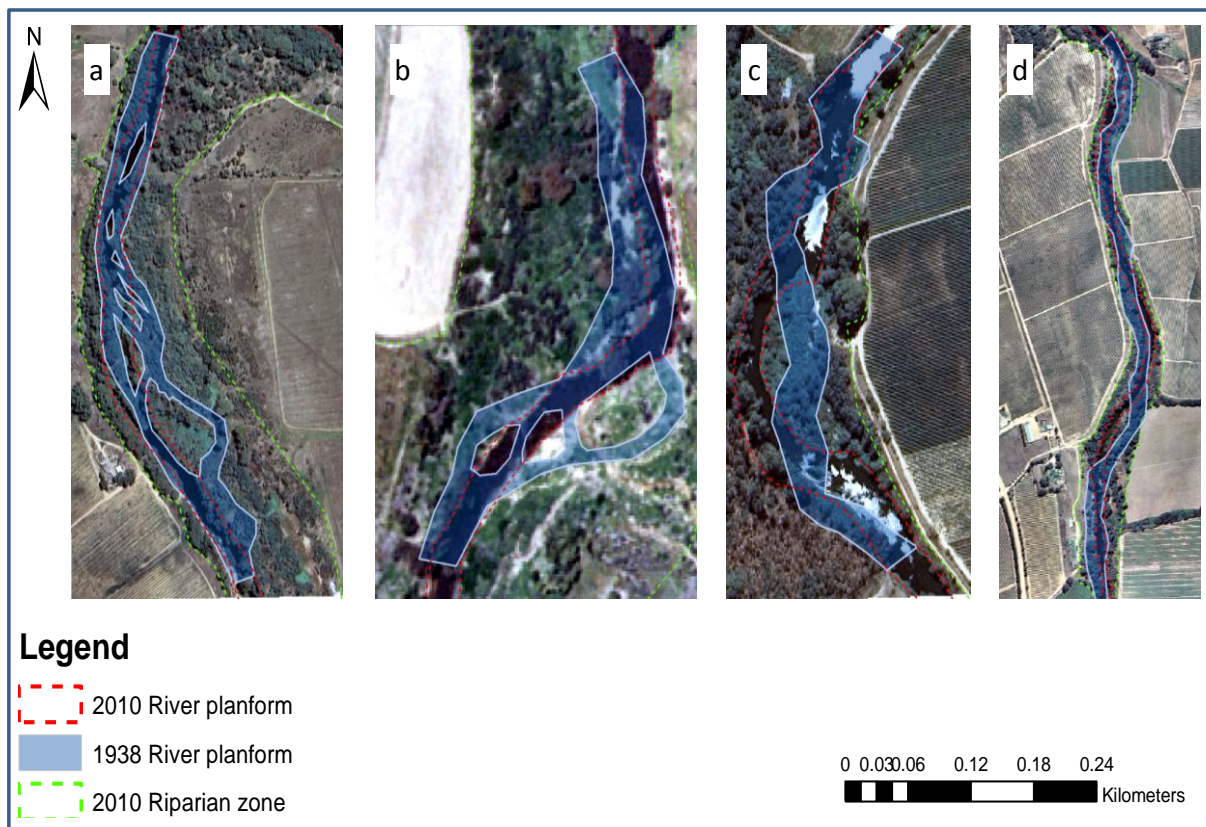 N
a
b
c
d
Legend
2010 River planform
1938 River planform
2010 Riparian zone
0 0.03 0.06 0.12 0.18 0.24
Kilometers